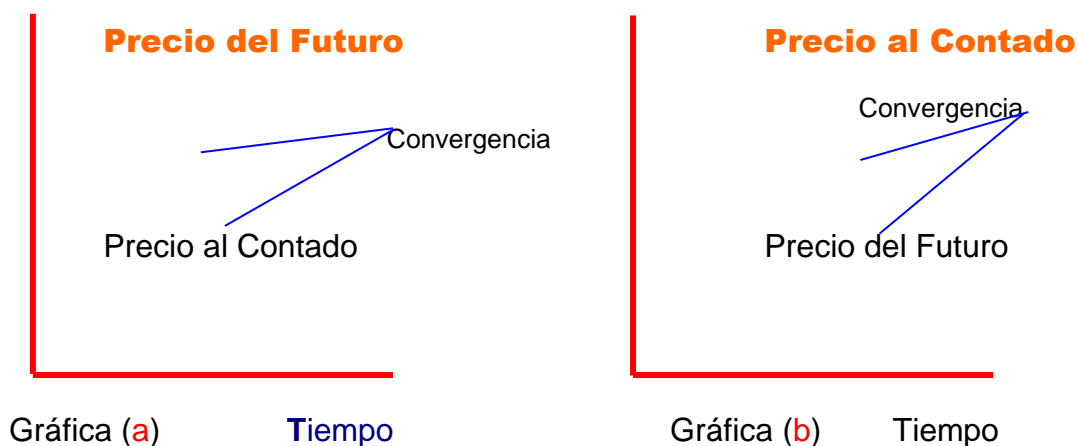 Precio del Futuro
Convergencia
Precio al Contado
Gráfica (a) Tiempo
Precio al Contado
Convergencia
Precio del Futuro
Gráfica (b) Tiempo